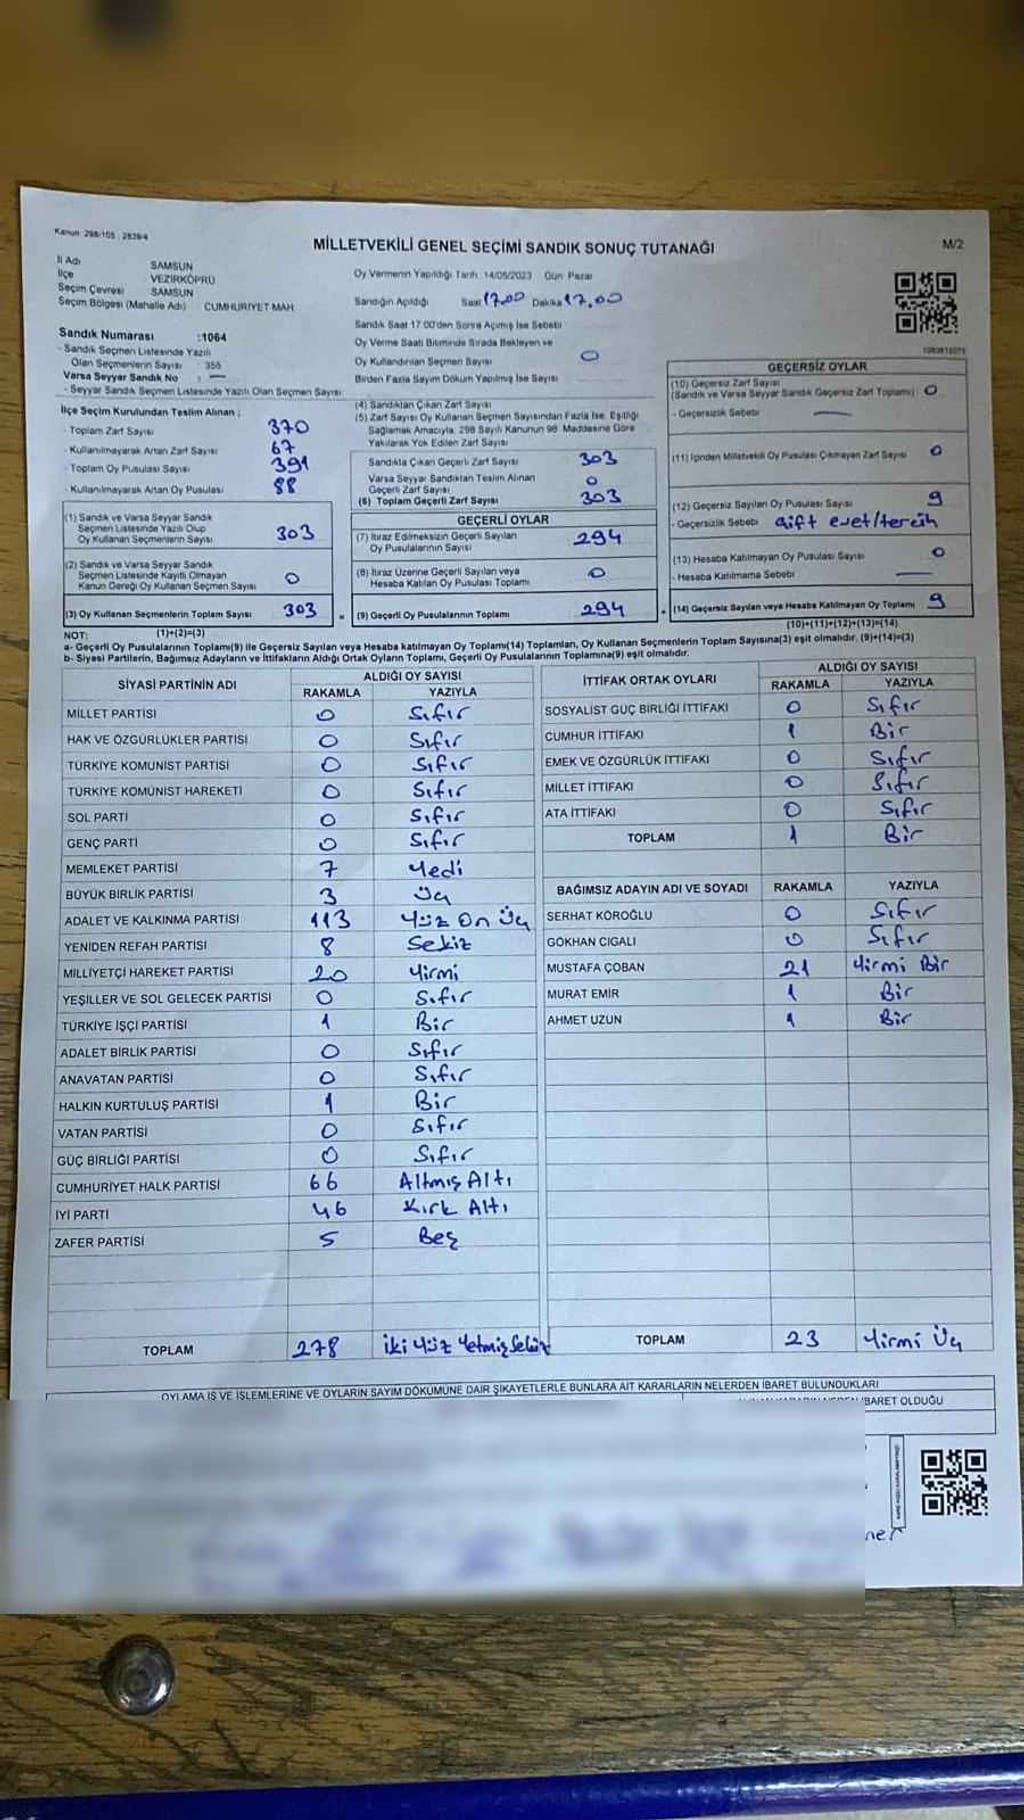 Kanun: 298/105 : 2839/4
MİLLETVEKİLİ GENEL SEÇİMİ SANDIK SONUÇ TUTANAĞI
M/2
İl Adı SAMSUN
İlçe VEZİRKÖPRÜ
Seçim Çevresi SAMSUN
Seçim Bölgesi (Mahalle Adı) CUMHURİYET MAH
Oy Vermenin Yapıldığı Tarih :14/05/2023 Gün Pazar
Sandığın Açıldığı Saat 17.00 Dakika 17.00
Sandık Saat 17:00'den Sonra Açılmış İse Sebebi
Oy Verme Saati Bitiminde Sırada Bekleyen ve
Oy Kullandırılan Seçmen Sayısı 0
Birden Fazla Sayım Döküm Yapılmış İse Sayısı
Sandık Numarası :1064
- Sandık Seçmen Listesinde Yazılı
Olan Seçmenlerin Sayısı : 355
Varsa Seyyar Sandık No : —
- Seyyar Sandık Seçmen Listesinde Yazılı Olan Seçmen Sayısı
İlçe Seçim Kurulundan Teslim Alınan ;
- Toplam Zarf Sayısı 370
- Kullanılmayarak Artan Zarf Sayısı 67
- Toplam Oy Pusulası Sayısı 391
- Kullanılmayarak Artan Oy Pusulası 88
(1) Sandık ve Varsa Seyyar Sandık
Seçmen Listesinde Yazılı Olup
Oy Kullanan Seçmenlerin Sayısı 303
(2) Sandık ve Varsa Seyyar Sandık
Seçmen Listesinde Kayıtlı Olmayan
Kanun Gereği Oy Kullanan Seçmen Sayısı 0
(3) Oy Kullanan Seçmenlerin Toplam Sayısı 303
(4) Sandıktan Çıkan Zarf Sayısı
(5) Zarf Sayısı Oy Kullanan Seçmen Sayısından Fazla İse, Eşitliği
Sağlamak Amacıyla, 298 Sayılı Kanunun 98. Maddesine Göre
Yakılarak Yok Edilen Zarf Sayısı
Sandıkta Çıkan Geçerli Zarf Sayısı 303
Varsa Seyyar Sandıktan Teslim Alınan
Geçerli Zarf Sayısı 0
(6) Toplam Geçerli Zarf Sayısı 303
GEÇERLİ OYLAR
(7) İtiraz Edilmeksizin Geçerli Sayılan
Oy Pusulalarının Sayısı 294
(8) İtiraz Üzerine Geçerli Sayılan veya
Hesaba Katılan Oy Pusulası Toplamı 0
= (9) Geçerli Oy Pusulalarının Toplamı 294
GEÇERSİZ OYLAR
(10) Geçersiz Zarf Sayısı
(Sandık ve Varsa Seyyar Sandık Geçersiz Zarf Toplamı) 0
- Geçersizlik Sebebi —
(11) İçinden Milletvekili Oy Pusulası Çıkmayan Zarf Sayısı 0
(12) Geçersiz Sayılan Oy Pusulası Sayısı 9
- Geçersizlik Sebebi çift evet/tercih
(13) Hesaba Katılmayan Oy Pusulası Sayısı 0
- Hesaba Katılmama Sebebi —
+ (14) Geçersiz Sayılan veya Hesaba Katılmayan Oy Toplamı 9
NOT: (1)+(2)=(3)
(10)+(11)+(12)+(13)=(14)
a- Geçerli Oy Pusulalarının Toplamı(9) ile Geçersiz Sayılan veya Hesaba katılmayan Oy Toplamı(14) Toplamları, Oy Kullanan Seçmenlerin Toplam Sayısına(3) eşit olmalıdır. (9)+(14)=(3)
b- Siyasi Partilerin, Bağımsız Adayların ve İttifakların Aldığı Ortak Oyların Toplamı, Geçerli Oy Pusulalarının Toplamına(9) eşit olmalıdır.
SİYASİ PARTİNİN ADI
ALDIĞI OY SAYISI
RAKAMLA YAZIYLA
MİLLET PARTİSİ 0 Sıfır
HAK VE ÖZGÜRLÜKLER PARTİSİ 0 Sıfır
TÜRKİYE KOMÜNİST PARTİSİ 0 Sıfır
TÜRKİYE KOMÜNİST HAREKETİ 0 Sıfır
SOL PARTİ 0 Sıfır
GENÇ PARTİ 0 Sıfır
MEMLEKET PARTİSİ 7 Yedi
BÜYÜK BİRLİK PARTİSİ 3 Üç
ADALET VE KALKINMA PARTİSİ 113 Yüz On Üç
YENİDEN REFAH PARTİSİ 8 Sekiz
MİLLİYETÇİ HAREKET PARTİSİ 20 Yirmi
YEŞİLLER VE SOL GELECEK PARTİSİ 0 Sıfır
TÜRKİYE İŞÇİ PARTİSİ 1 Bir
ADALET BİRLİK PARTİSİ 0 Sıfır
ANAVATAN PARTİSİ 0 Sıfır
HALKIN KURTULUŞ PARTİSİ 1 Bir
VATAN PARTİSİ 0 Sıfır
GÜÇ BİRLİĞİ PARTİSİ 0 Sıfır
CUMHURİYET HALK PARTİSİ 66 Altmış Altı
İYİ PARTİ 46 Kırk Altı
ZAFER PARTİSİ 5 Beş
TOPLAM 278 iki Yüz Yetmiş Sekiz
İTTİFAK ORTAK OYLARI
ALDIĞI OY SAYISI
RAKAMLA YAZIYLA
SOSYALİST GÜÇ BİRLİĞİ İTTİFAKI 0 Sıfır
CUMHUR İTTİFAKI 1 Bir
EMEK VE ÖZGÜRLÜK İTTİFAKI 0 Sıfır
MİLLET İTTİFAKI 0 Sıfır
ATA İTTİFAKI 0 Sıfır
TOPLAM 1 Bir
BAĞIMSIZ ADAYIN ADI VE SOYADI RAKAMLA YAZIYLA
SERHAT KÖROĞLU 0 Sıfır
GÖKHAN CIGALI 0 Sıfır
MUSTAFA ÇOBAN 21 Yirmi Bir
MURAT EMİR 1 Bir
AHMET UZUN 1 Bir
TOPLAM 23 Yirmi Üç
OYLAMA İŞ VE İŞLEMLERİNE VE OYLARIN SAYIM DÖKÜMÜNE DAİR ŞİKAYETLERLE BUNLARA AİT KARARLARIN NELERDEN İBARET BULUNDUKLARI
İBARET OLDUĞU